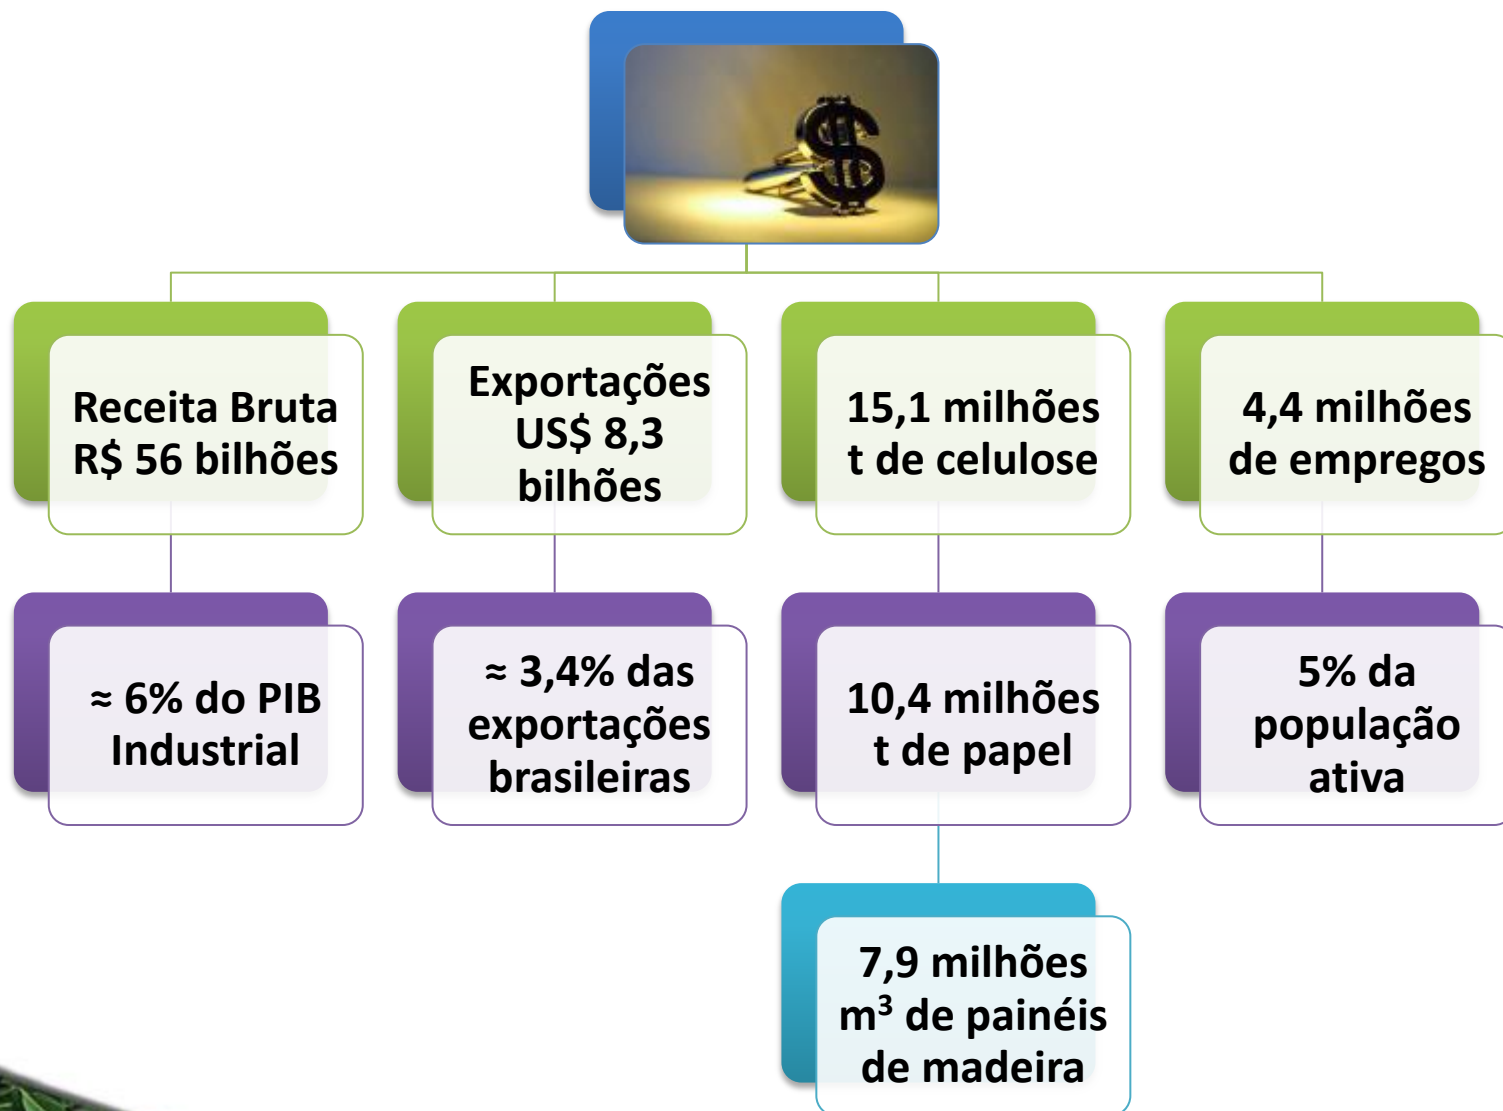 Receita Bruta
R$ 56 bilhões
Exportações
US$ 8,3
bilhões
15,1 milhões
t de celulose
4,4 milhões
de empregos
≈ 6% do PIB
Industrial
≈ 3,4% das
exportações
brasileiras
10,4 milhões
t de papel
5% da
população
ativa
7,9 milhões
m³ de painéis
de madeira